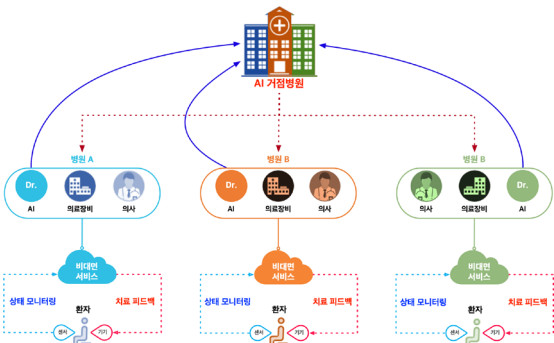 AI 거점병원
병원 A
병원 B
병원 B
Dr.
AI
의료장비
의사
Dr.
AI
의료장비
의사
의사
의료장비
Dr.
AI
비대면
서비스
비대면
서비스
비대면
서비스
상태 모니터링
환자
치료 피드백
상태 모니터링
환자
치료 피드백
상태 모니터링
환자
치료 피드백
센서
기기
센서
기기
센서
기기